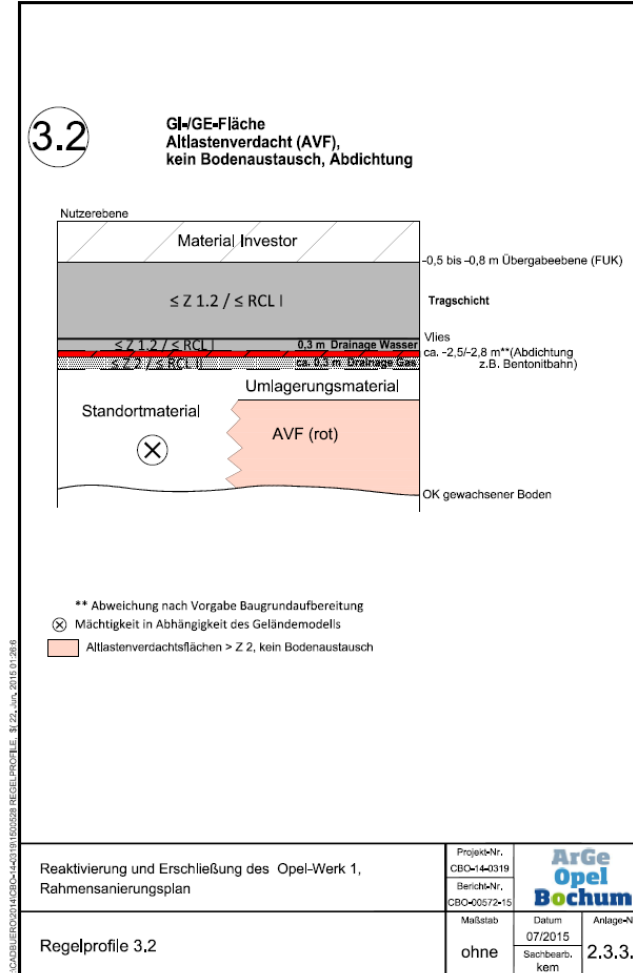 3.2
GI-/GE-Fläche
Altlastenverdacht (AVF),
kein Bodenaustausch, Abdichtung
Nutzerebene
Material Investor
-0,5 bis -0,8 m Übergabeebene (FUK)
≤ Z 1.2 / ≤ RCL I
Tragschicht
Vlies
≤ Z 1.2 / ≤ RCL I
0,3 m Drainage Wasser
ca. -2,5/-2,8 m**(Abdichtung
z.B. Bentonitbahn)
≤ Z 2 / ≤ RCL II
ca. 0,3 m Drainage Gas
Umlagerungsmaterial
Standortmaterial
AVF (rot)
OK gewachsener Boden
** Abweichung nach Vorgabe Baugrundaufbereitung
Mächtigkeit in Abhängigkeit des Geländemodells
Altlastenverdachtsflächen > Z 2, kein Bodenaustausch
Reaktivierung und Erschließung des Opel-Werk 1,
Rahmensanierungsplan
Projekt-Nr.
CBO-14-0319
Bericht-Nr.
CBO-00572-15
ArGe
Opel
Bochum
Regelprofile 3.2
Maßstab
ohne
Datum
07/2015
Sachbearb.
kem
Anlage-N
2.3.3.